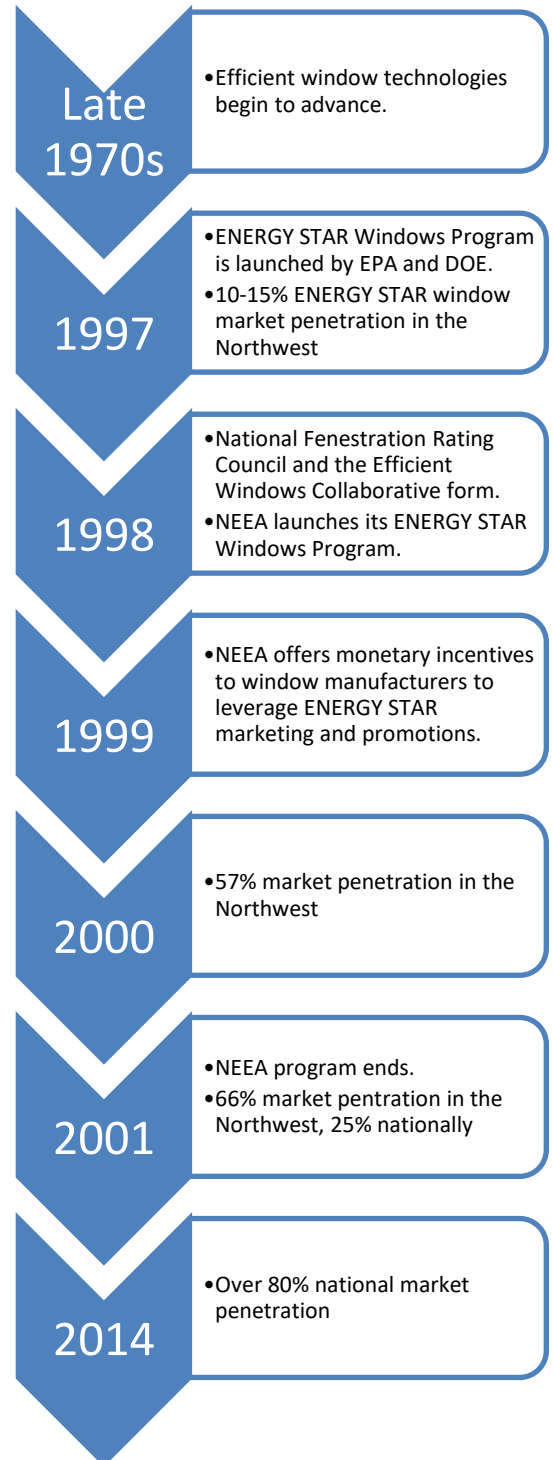 Late
1970s
•Efficient window technologies
begin to advance.
1997
•ENERGY STAR Windows Program
is launched by EPA and DOE.
•10-15% ENERGY STAR window
market penetration in the
Northwest
1998
•National Fenestration Rating
Council and the Efficient
Windows Collaborative form.
•NEEA launches its ENERGY STAR
Windows Program.
1999
•NEEA offers monetary incentives
to window manufacturers to
leverage ENERGY STAR
marketing and promotions.
2000
•57% market penetration in the
Northwest
2001
•NEEA program ends.
•66% market pentration in the
Northwest, 25% nationally
2014
•Over 80% national market
penetration